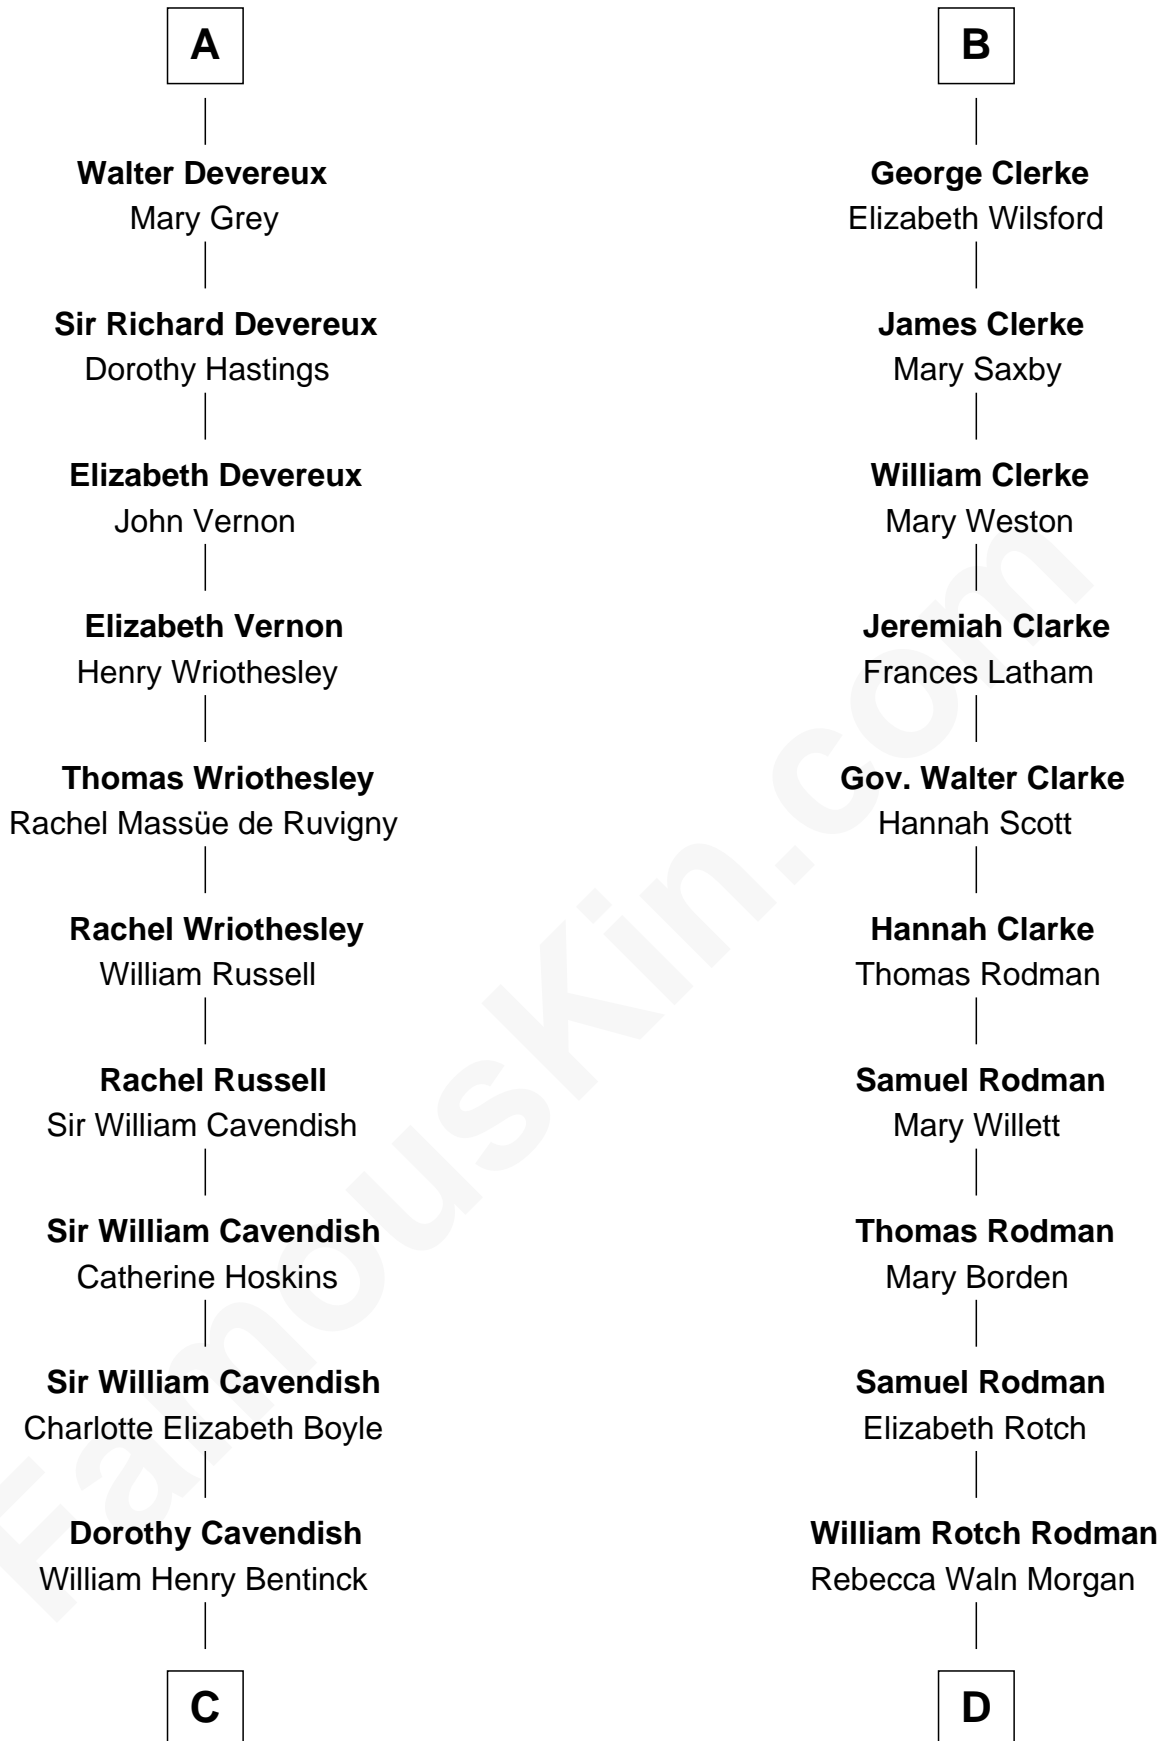 A
Walter Devereux
Mary Grey
Sir Richard Devereux
Dorothy Hastings
Elizabeth Devereux
John Vernon
Elizabeth Vernon
Henry Wriothesley
Thomas Wriothesley
Rachel Massüe de Ruvigny
Rachel Wriothesley
William Russell
Rachel Russell
Sir William Cavendish
Sir William Cavendish
Catherine Hoskins
Sir William Cavendish
Charlotte Elizabeth Boyle
Dorothy Cavendish
William Henry Bentinck
C
B
George Clerke
Elizabeth Wilsford
James Clerke
Mary Saxby
William Clerke
Mary Weston
Jeremiah Clarke
Frances Latham
Gov. Walter Clarke
Hannah Scott
Hannah Clarke
Thomas Rodman
Samuel Rodman
Mary Willett
Thomas Rodman
Mary Borden
Samuel Rodman
Elizabeth Rotch
William Rotch Rodman
Rebecca Waln Morgan
D
FamousKin.com